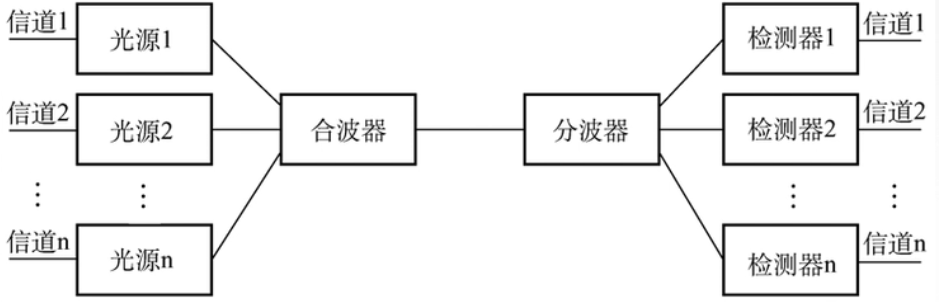 信道1
光源1
检测器1
信道1
信道2
光源2
合波器
分波器
检测器2
信道2
⋮
⋮
⋮
⋮
信道n
光源n
检测器n
信道n